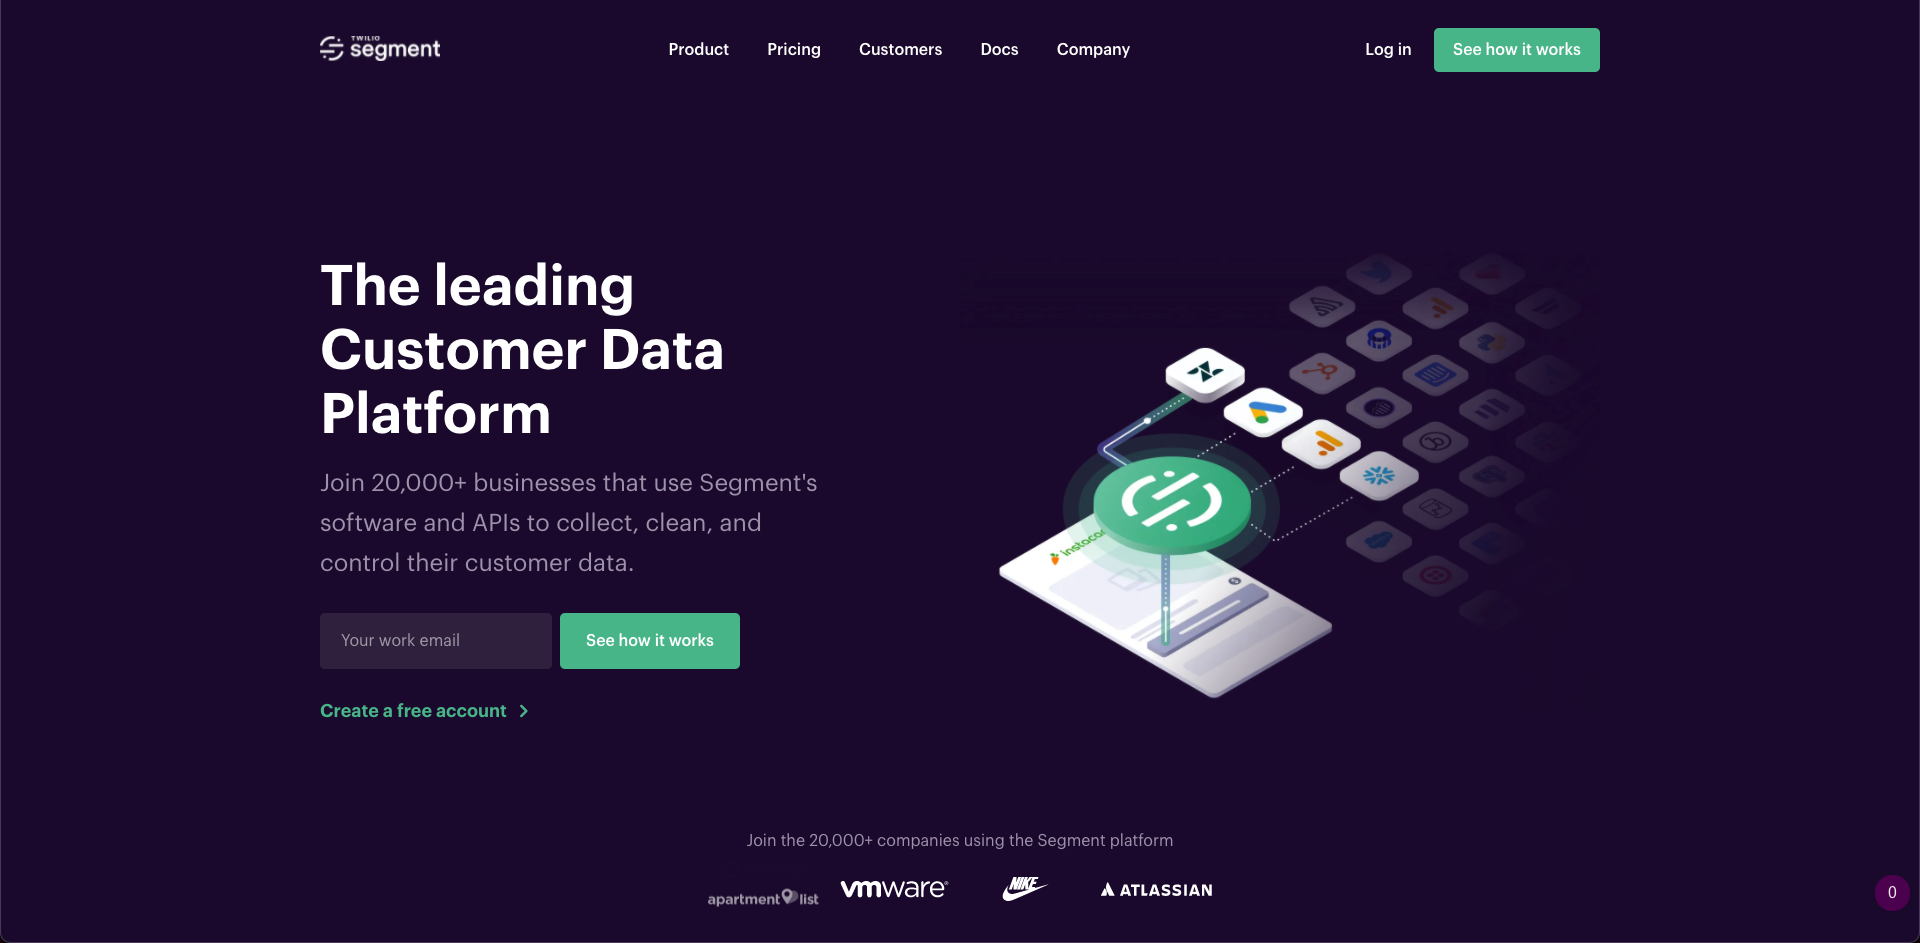 TWILIO
segment
Product Pricing Customers Docs Company
Log in See how it works
The leading
Customer Data
Platform
Join 20,000+ businesses that use Segment's
software and APIs to collect, clean, and
control their customer data.
Your work email See how it works
Create a free account
Join the 20,000+ companies using the Segment platform
apartment list vmware NIKE ATLASSIAN
0